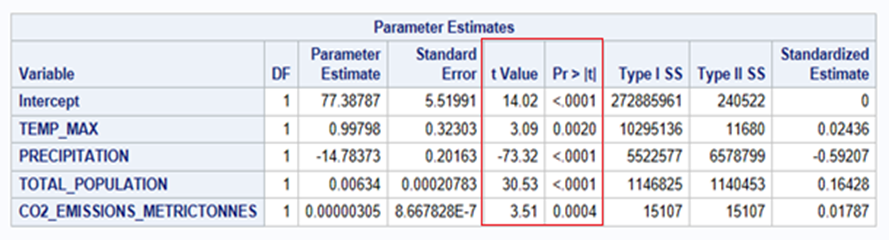 Parameter Estimates
Variable DF Parameter Estimate Standard Error t Value Pr > |t| Type I SS Type II SS Standardized Estimate
Intercept 1 77.38787 5.51991 14.02 <.0001 272885961 240522 0
TEMP_MAX 1 0.99798 0.32303 3.09 0.0020 10295136 11680 0.02436
PRECIPITATION 1 -14.78373 0.20163 -73.32 <.0001 5522577 6578799 -0.59207
TOTAL_POPULATION 1 0.00634 0.00020783 30.53 <.0001 1146825 1140453 0.16428
CO2_EMISSIONS_METRICTONNES 1 0.00000305 8.667828E-7 3.51 0.0004 15107 15107 0.01787